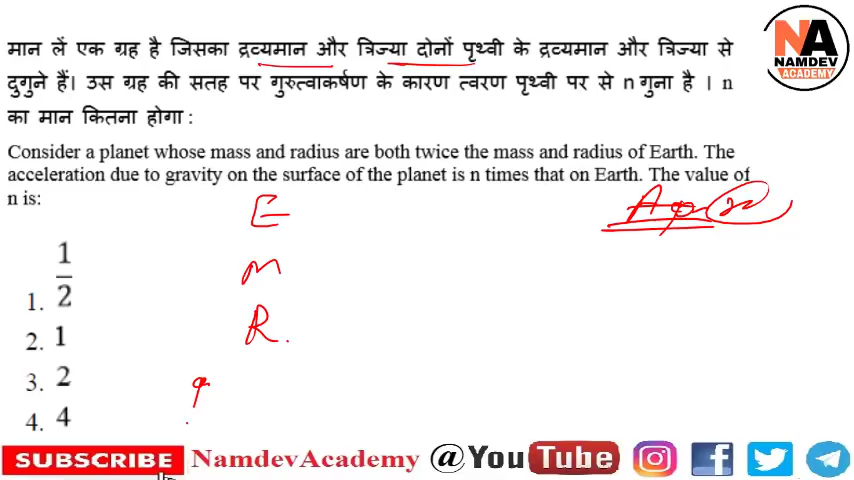 NA
NAMDEV
ACADEMY
मान लें एक ग्रह है जिसका द्रव्यमान और त्रिज्या दोनों पृथ्वी के द्रव्यमान और त्रिज्या से
दुगुने हैं। उस ग्रह की सतह पर गुरुत्वाकर्षण के कारण त्वरण पृथ्वी पर से n गुना है । n
का मान कितना होगा :
Consider a planet whose mass and radius are both twice the mass and radius of Earth. The
acceleration due to gravity on the surface of the planet is n times that on Earth. The value of
n is:
E
M
R.
1. 1/2
2. 1
3. 2
4. 4
SUBSCRIBE NamdevAcademy @YouTube